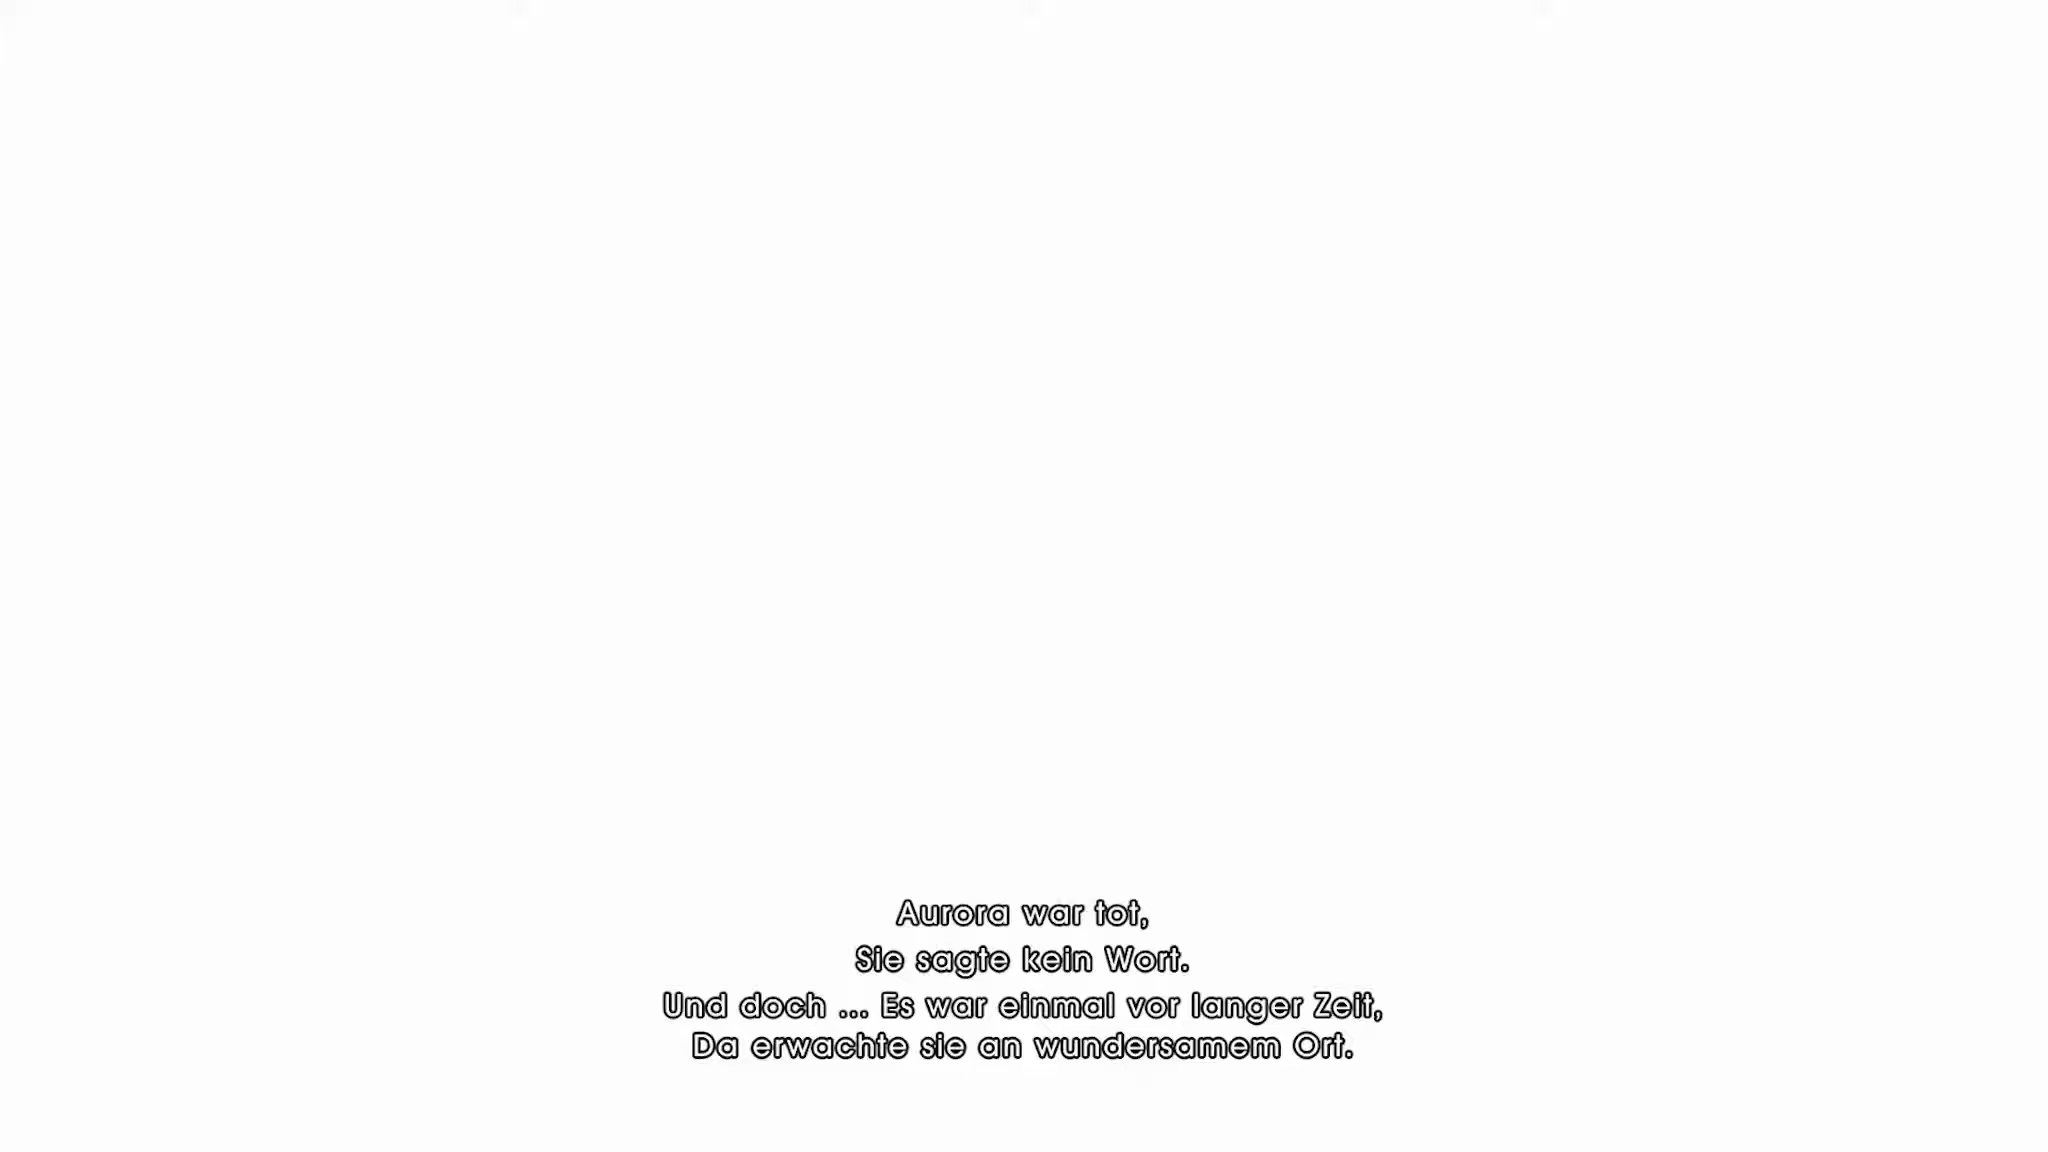 Aurora war tot,
Sie sagte kein Wort.
Und doch ... Es war einmal vor langer Zeit,
Da erwachte sie an wundersamem Ort.